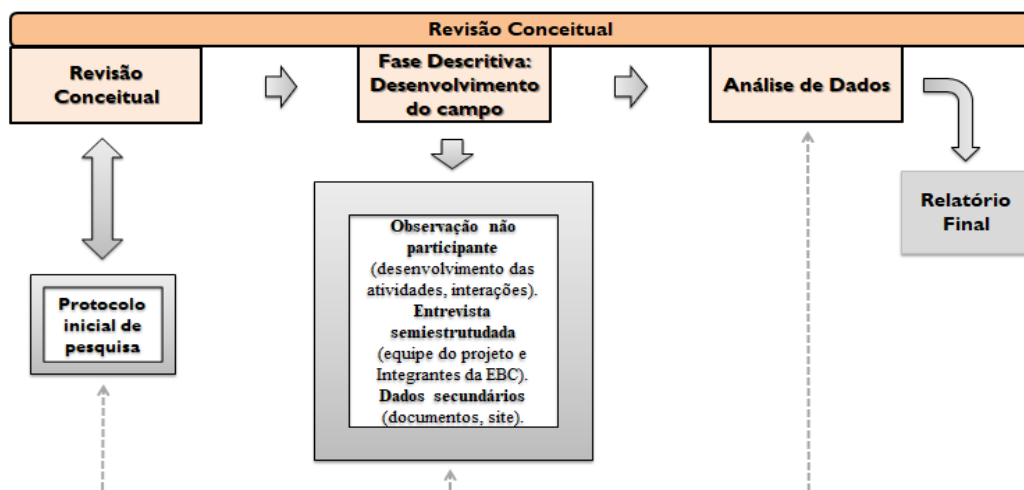 Revisão Conceitual
Revisão
Conceitual
Fase Descritiva:
Desenvolvimento
do campo
Análise de Dados
Relatório
Final
Protocolo
inicial de
pesquisa
Observação não
participante
(desenvolvimento das
atividades, interações).
Entrevista
semiestrutudada
(equipe do projeto e
Integrantes da EBC).
Dados secundários
(documentos, site).